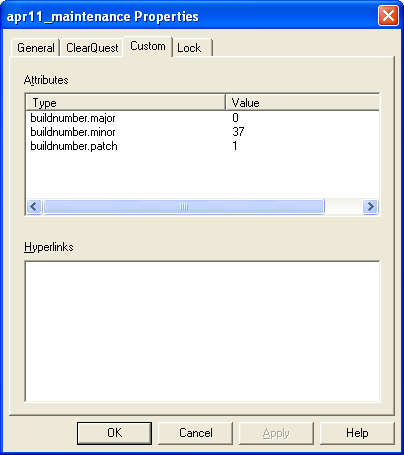 apr11_maintenance Properties
General ClearQuest Custom Lock
Attributes
Type Value
buildnumber.major 0
buildnumber.minor 37
buildnumber.patch 1
Hyperlinks
OK Cancel Apply Help